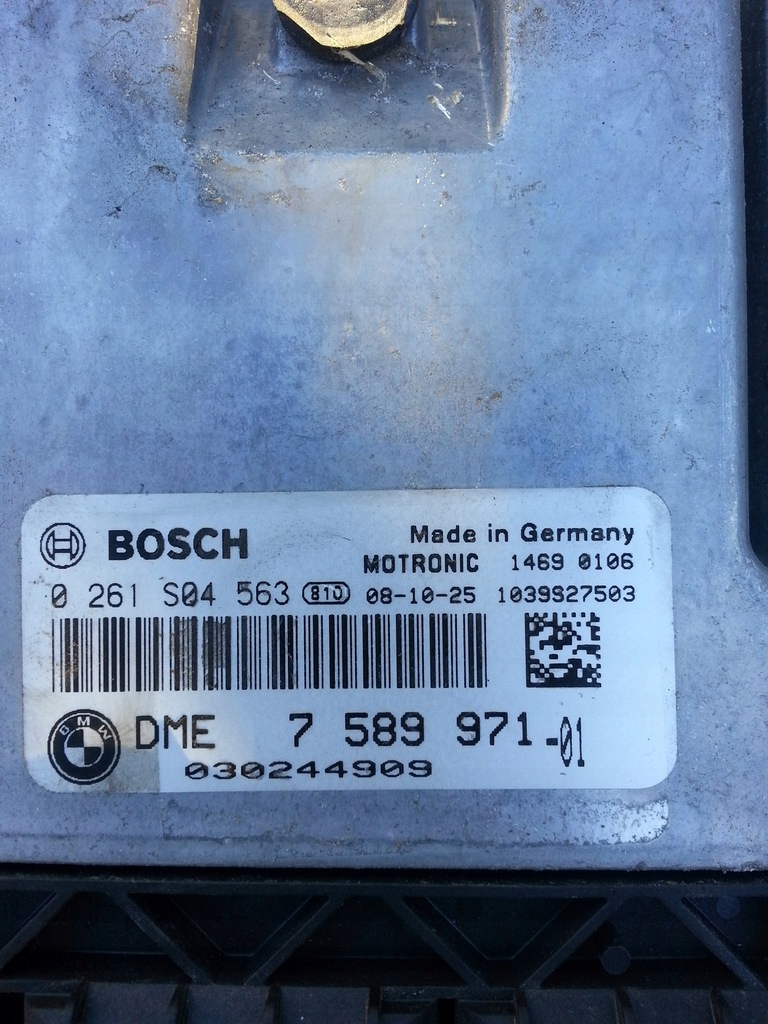 BOSCH
Made in Germany
MOTRONIC 1469 0106
0 261 S04 563 810 08-10-25 1039S27503
BMW
DME 7 589 971-01
030244909